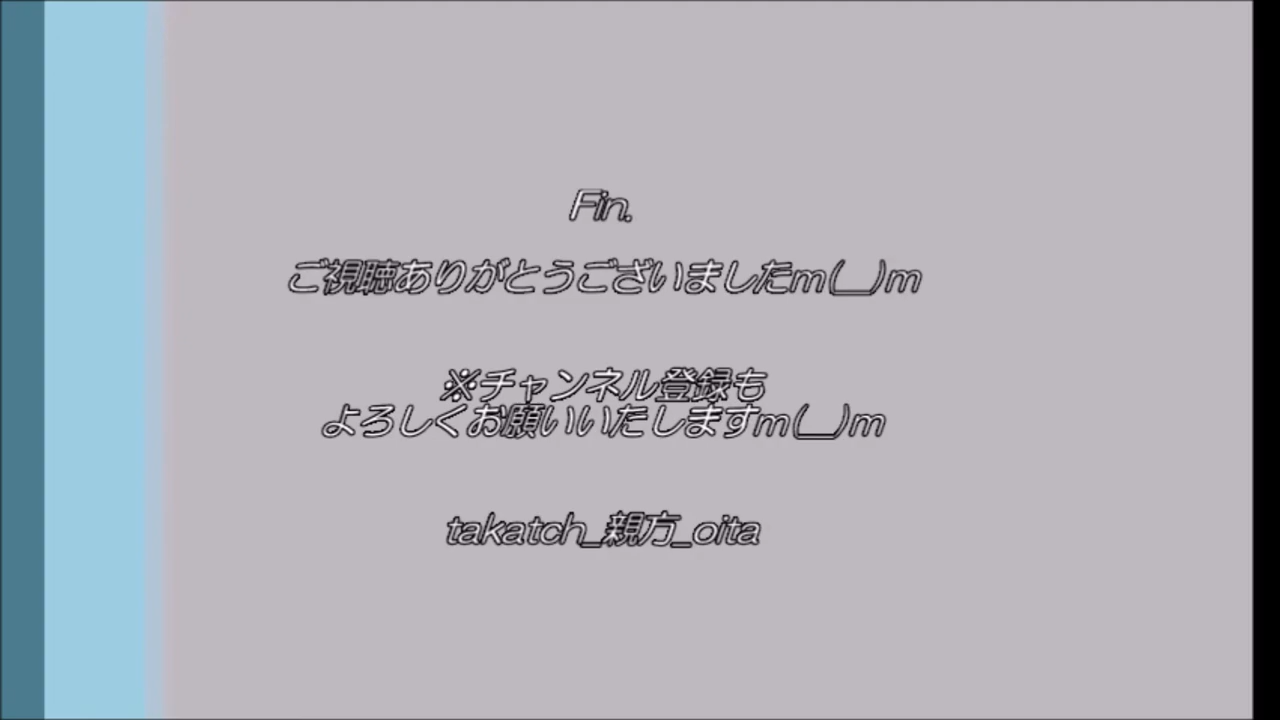 Fin.
ご視聴ありがとうございましたm(__)m
※チャンネル登録も
よろしくお願いいたしますm(__)m
takatch_親方_oita